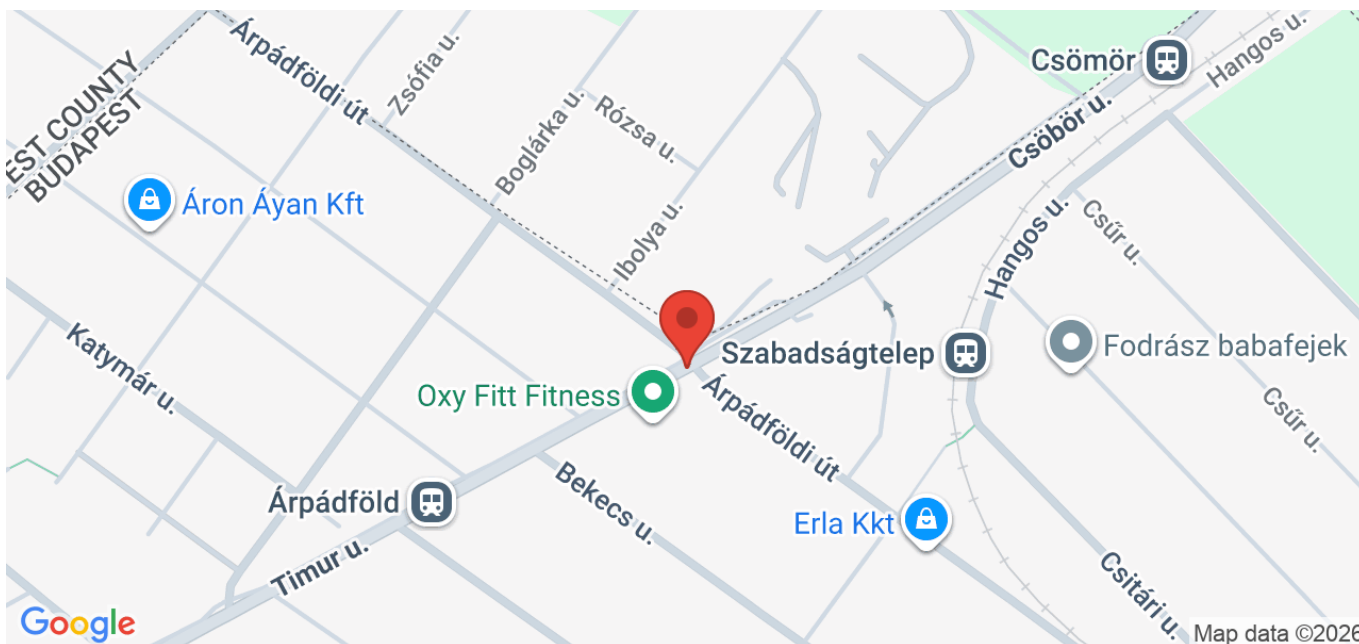 Árpádföldi út
Zsófia u.
Csömör
Hangos u.
EST COUNTY
BUDAPEST
Boglárka u.
Rózsa u.
Csöbör u.
Áron Áyan Kft
Ibolya u.
Hangos u.
Csűr u.
Katymár u.
Szabadságtelep
Fodrász babafejek
Oxy Fitt Fitness
Árpádföldi út
Csűr u.
Árpádföld
Bekecs u.
Erla Kkt
Timur u.
Csitári u.
Google
Map data ©2026